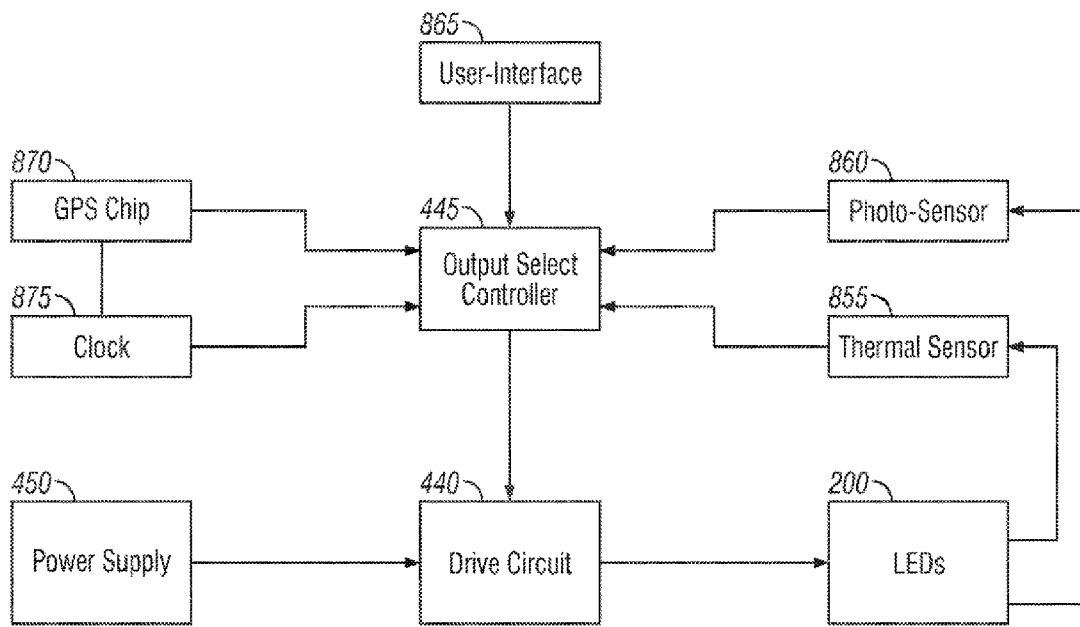 865
User-Interface
870
GPS Chip
445
Output Select
Controller
860
Photo-Sensor
875
Clock
855
Thermal Sensor
450
Power Supply
440
Drive Circuit
200
LEDs